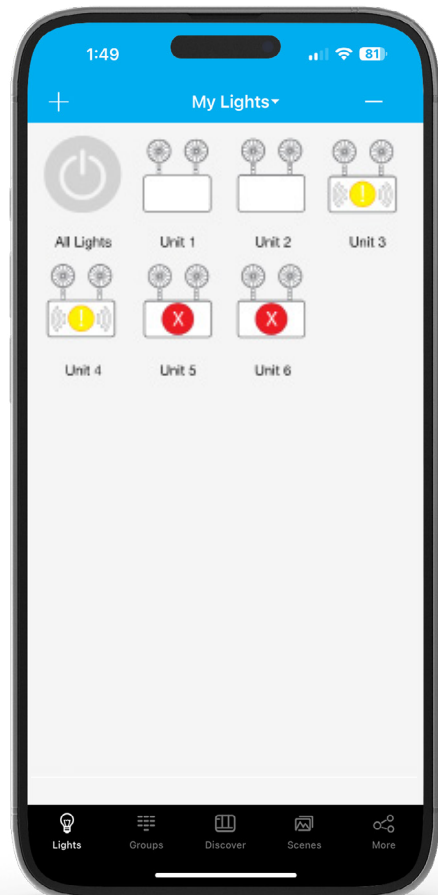 1:49
81
My Lights
All Lights Unit 1 Unit 2 Unit 3
!
Unit 4 Unit 5 Unit 6
! X X
Lights Groups Discover Scenes More